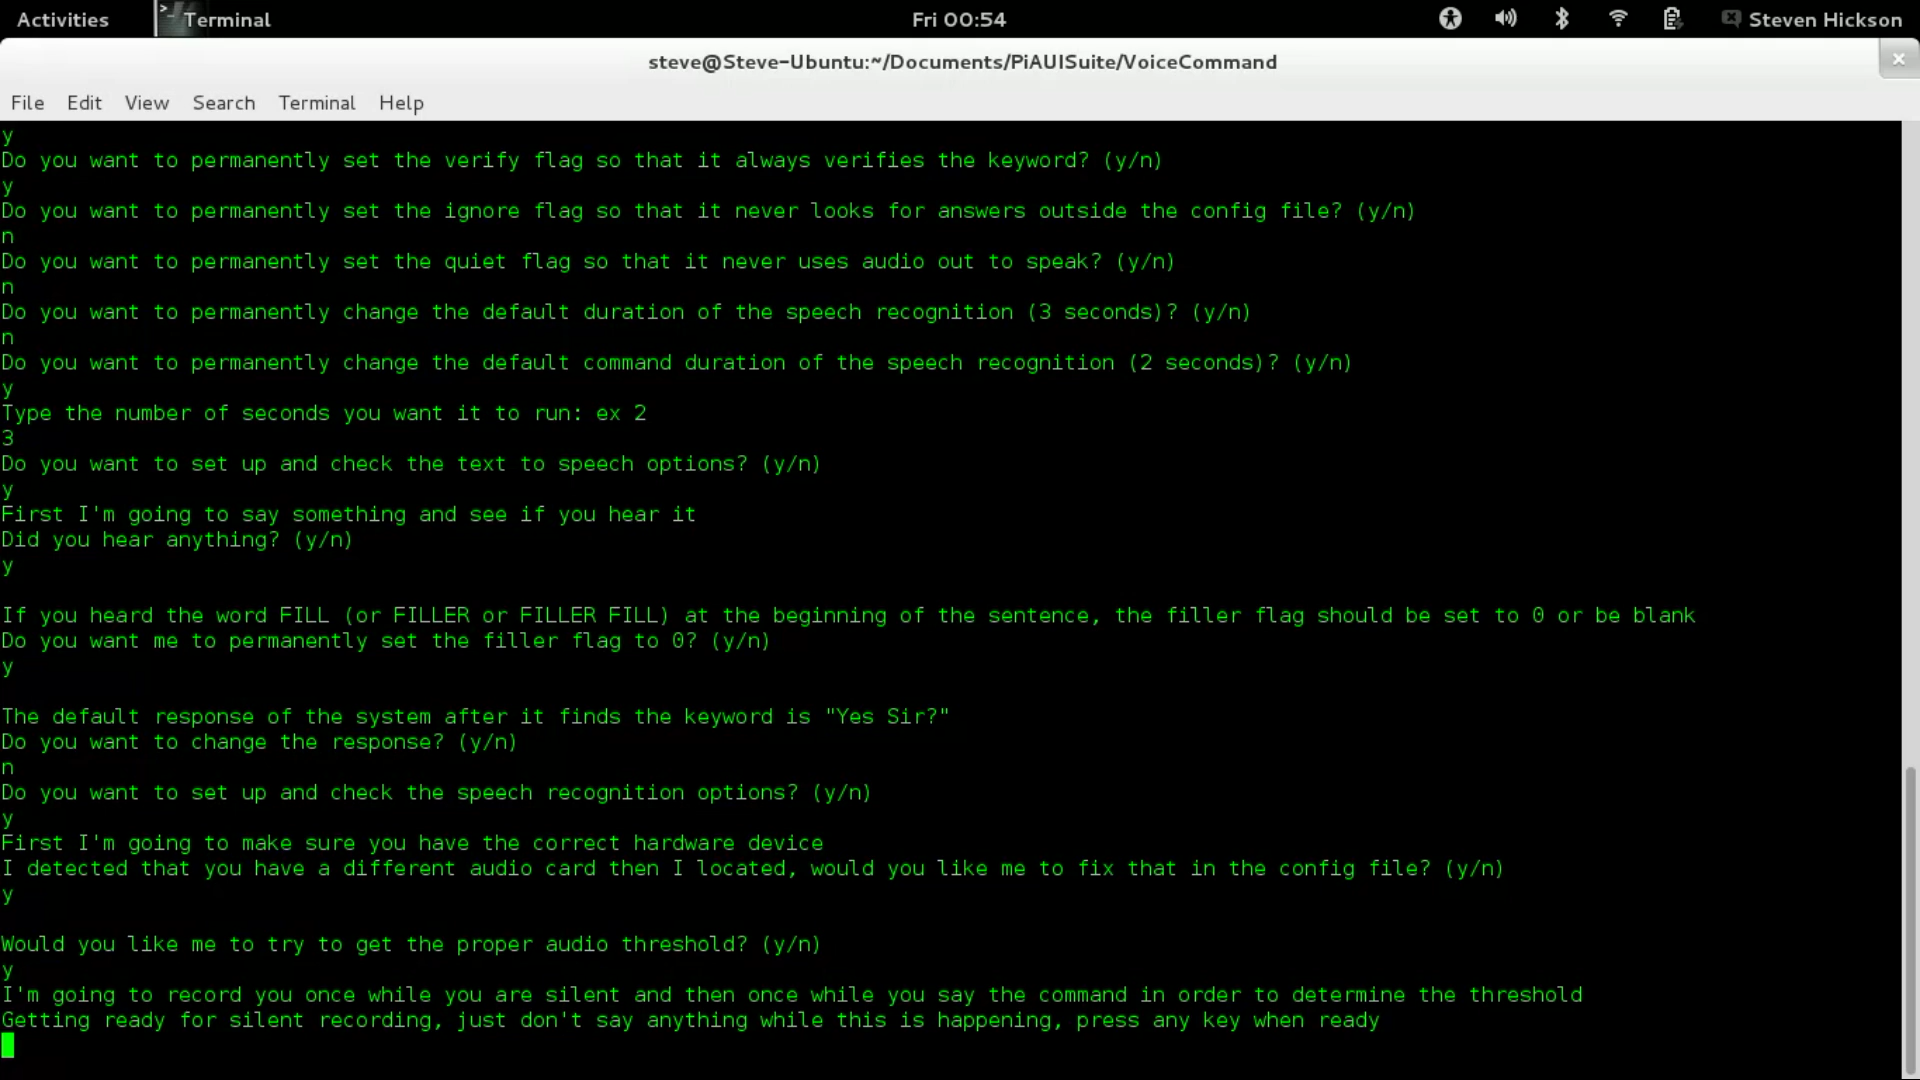 Activities
Terminal
Fri 00:54
Steven Hickson
steve@Steve-Ubuntu:~/Documents/PiAUISuite/VoiceCommand
File Edit View Search Terminal Help
y
Do you want to permanently set the verify flag so that it always verifies the keyword? (y/n)
y
Do you want to permanently set the ignore flag so that it never looks for answers outside the config file? (y/n)
n
Do you want to permanently set the quiet flag so that it never uses audio out to speak? (y/n)
n
Do you want to permanently change the default duration of the speech recognition (3 seconds)? (y/n)
n
Do you want to permanently change the default command duration of the speech recognition (2 seconds)? (y/n)
y
Type the number of seconds you want it to run: ex 2
3
Do you want to set up and check the text to speech options? (y/n)
y
First I'm going to say something and see if you hear it
Did you hear anything? (y/n)
y
If you heard the word FILL (or FILLER or FILLER FILL) at the beginning of the sentence, the filler flag should be set to 0 or be blank
Do you want me to permanently set the filler flag to 0? (y/n)
y
The default response of the system after it finds the keyword is "Yes Sir?"
Do you want to change the response? (y/n)
n
Do you want to set up and check the speech recognition options? (y/n)
y
First I'm going to make sure you have the correct hardware device
I detected that you have a different audio card then I located, would you like me to fix that in the config file? (y/n)
y
Would you like me to try to get the proper audio threshold? (y/n)
y
I'm going to record you once while you are silent and then once while you say the command in order to determine the threshold
Getting ready for silent recording, just don't say anything while this is happening, press any key when ready